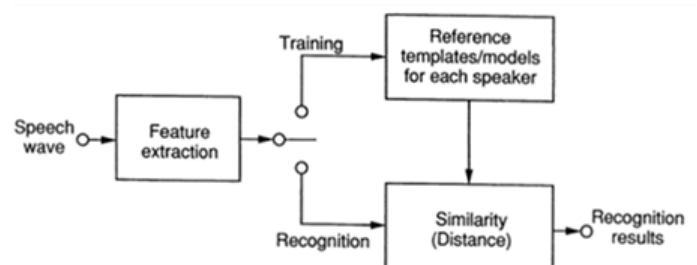 Training
Reference
templates/models
for each speaker
Speech
wave
Feature
extraction
Recognition
Similarity
(Distance)
Recognition
results